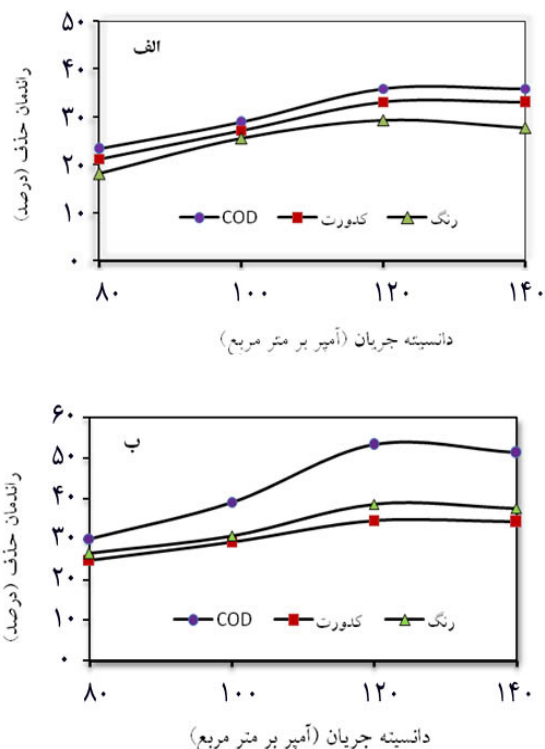 الف
راندمان حذف (درصد)
۵۰
۴۰
۳۰
۲۰
۱۰
۰
COD کدورت رنگ
۸۰ ۱۰۰ ۱۲۰ ۱۴۰
دانسیته جریان (آمپر بر متر مربع)
ب
راندمان حذف (درصد)
۶۰
۵۰
۴۰
۳۰
۲۰
۱۰
۰
COD کدورت رنگ
۸۰ ۱۰۰ ۱۲۰ ۱۴۰
دانسیته جریان (آمپر بر متر مربع)